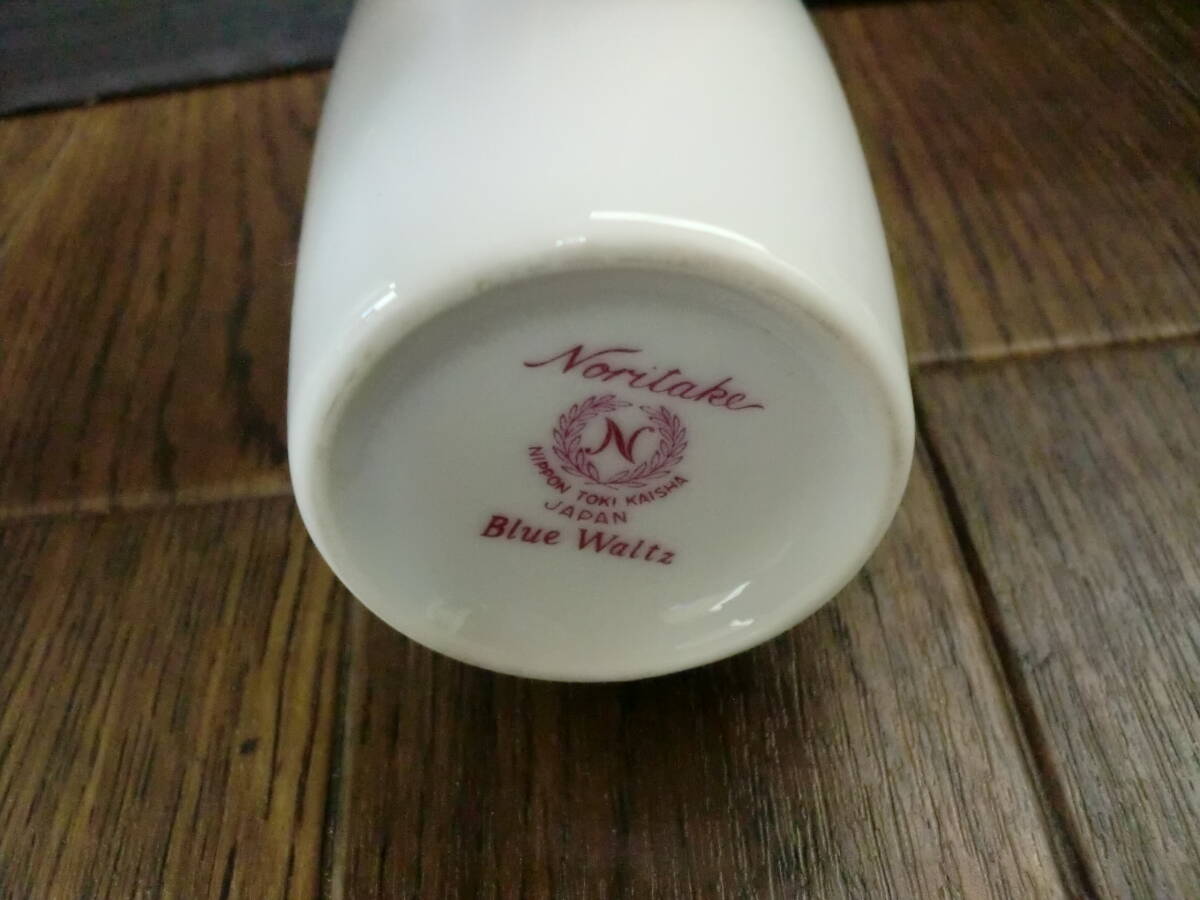 Noritake
N
NIPPON TOKI KAISHA
JAPAN
Blue Waltz